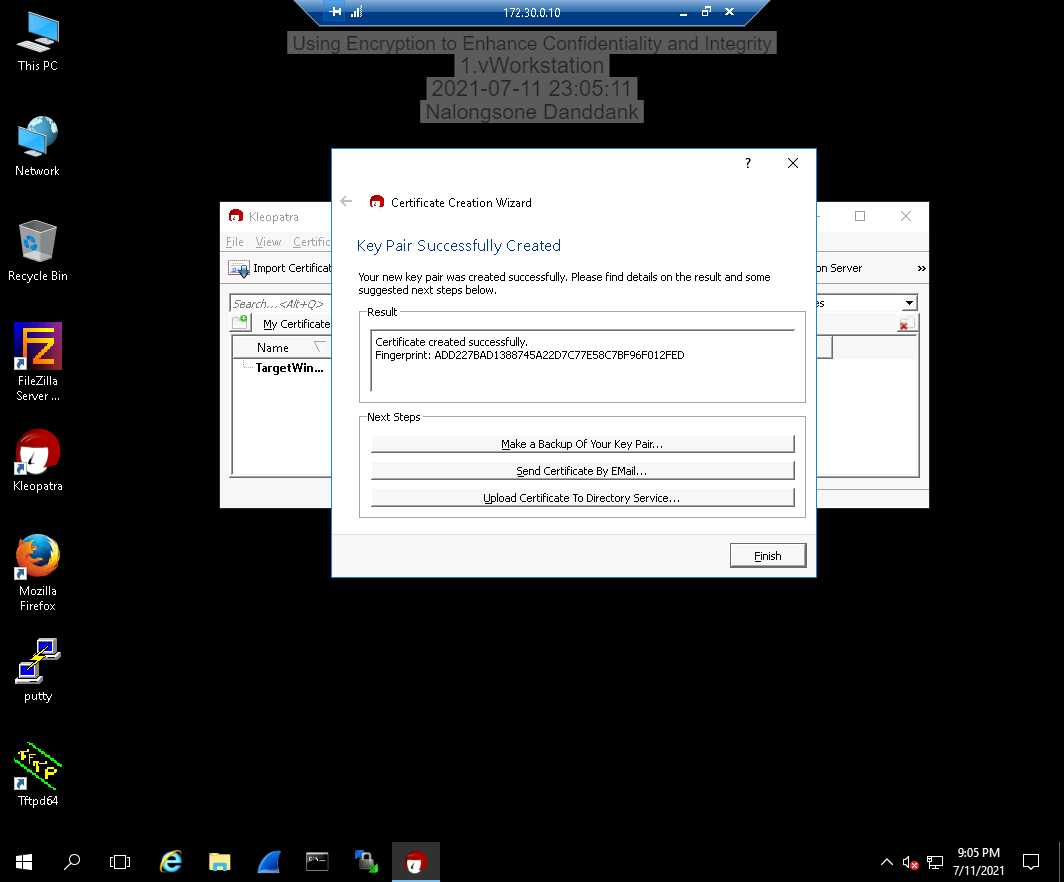 172.30.0.10
Using Encryption to Enhance Confidentiality and Integrity
1.vWorkstation
2021-07-11 23:05:11
Nalongsone Danddank
This PC
Network
Recycle Bin
FileZilla
Server ...
Kleopatra
Mozilla
Firefox
putty
Tftpd64
Kleopatra
File View Certific
Import Certificat
on Server
»
Search...<Alt+Q>
es
My Certificate
Name
TargetWin...
?
Certificate Creation Wizard
Key Pair Successfully Created
Your new key pair was created successfully. Please find details on the result and some
suggested next steps below.
Result
Certificate created successfully.
Fingerprint: ADD227BAD1388745A22D7C77E58C7BF96F012FED
Next Steps
Make a Backup Of Your Key Pair...
Send Certificate By EMail...
Upload Certificate To Directory Service...
Finish
9:05 PM
7/11/2021